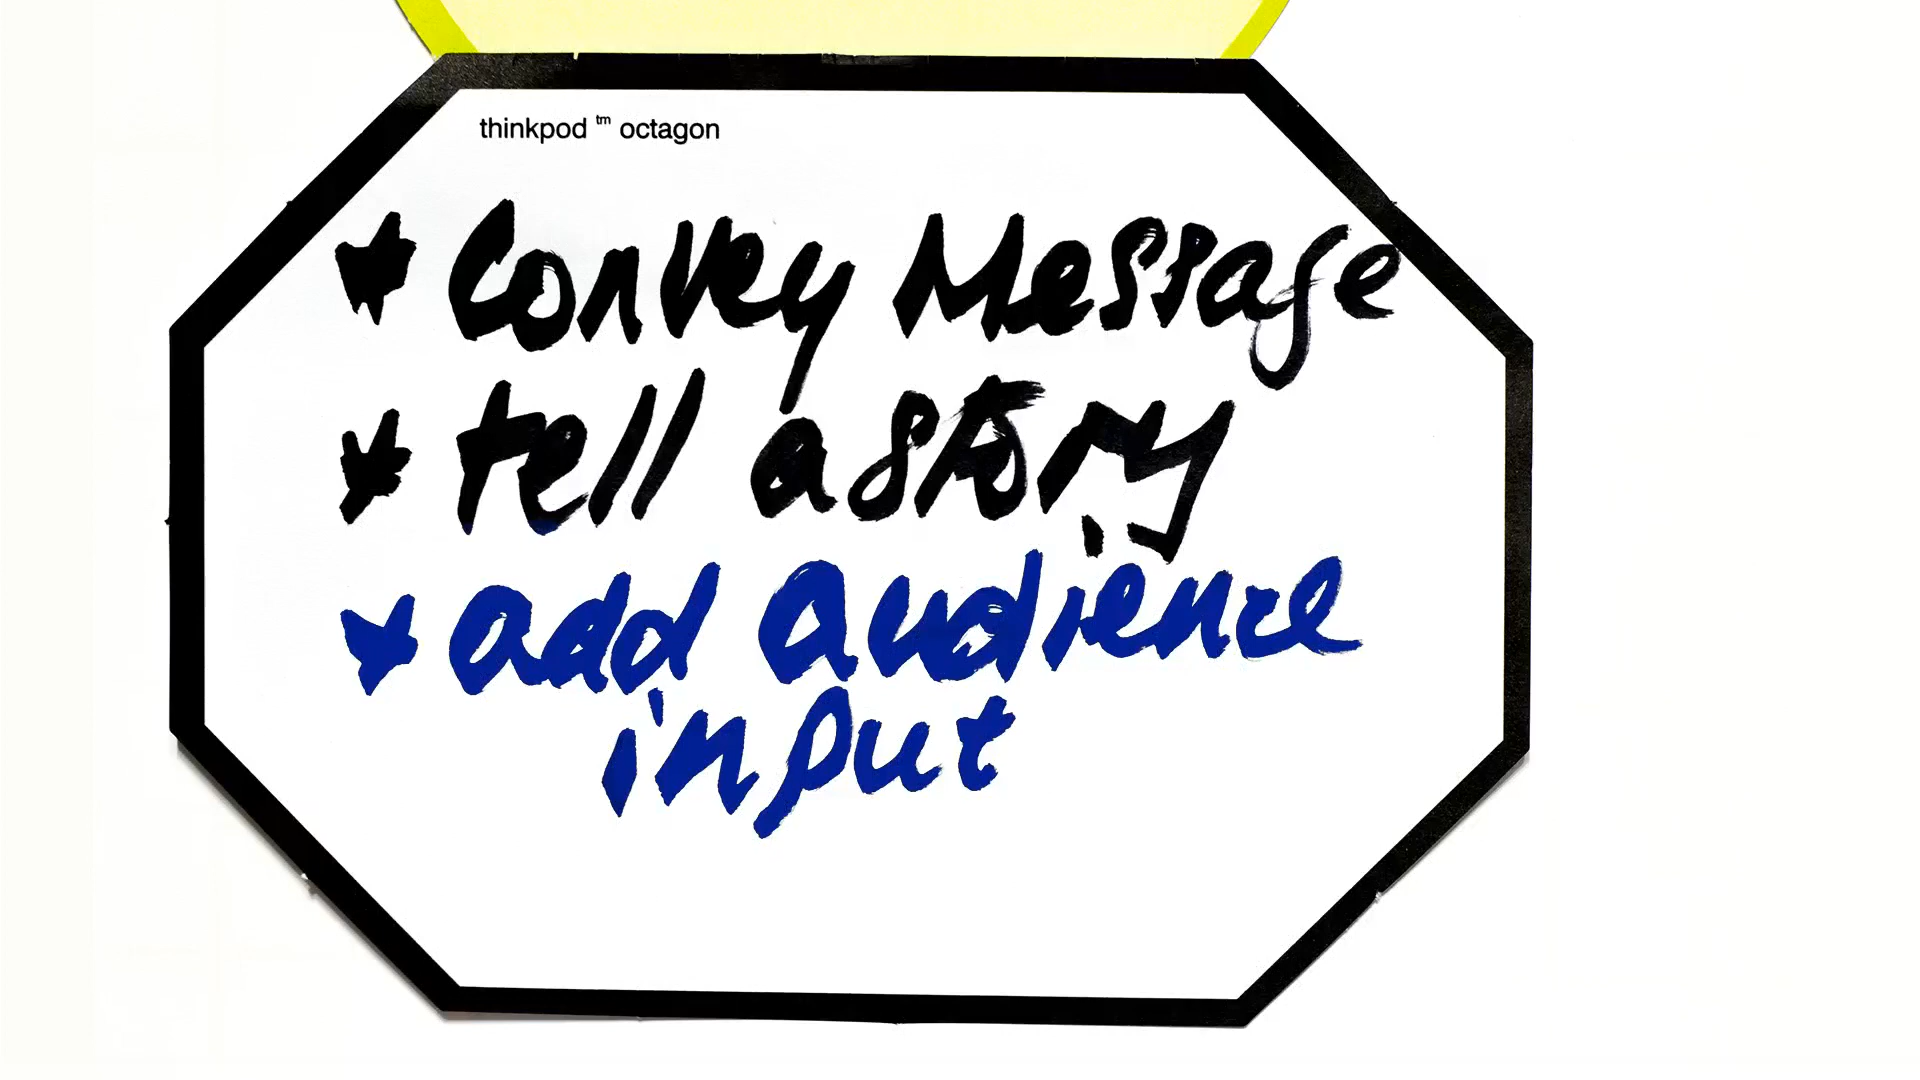 thinkpod tm octagon
* Convey Message
* tell a story
* add audience
input